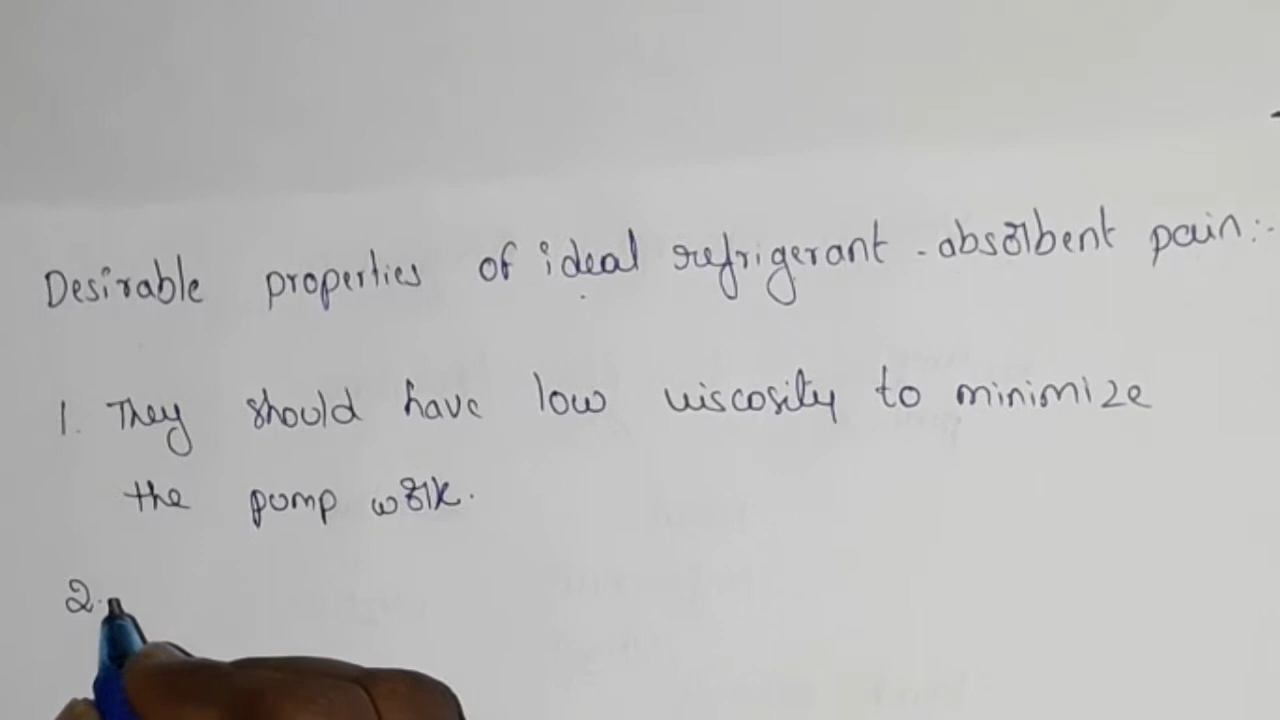 Desirable properties of ideal refrigerant - absorbent pair:-
1. They should have low viscosity to minimize
the pump work.
2.